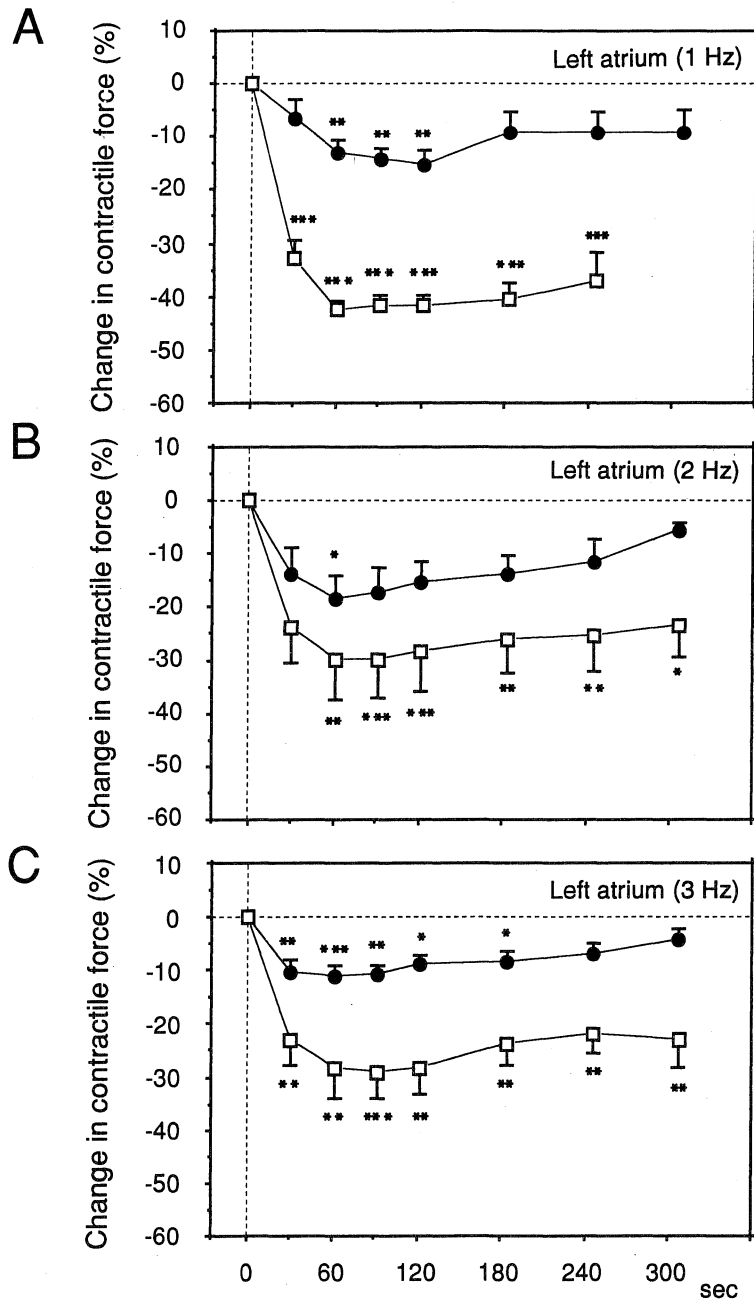 A
Change in contractile force (%)
Left atrium (1 Hz)
10
0
-10
-20
-30
-40
-50
-60
** ** **
*** *** *** *** *** ***
B
Change in contractile force (%)
Left atrium (2 Hz)
10
0
-10
-20
-30
-40
-50
-60
*
** *** *** ** ** *
C
Change in contractile force (%)
Left atrium (3 Hz)
10
0
-10
-20
-30
-40
-50
-60
** *** ** * *
** ** *** ** ** ** **
0 60 120 180 240 300 sec